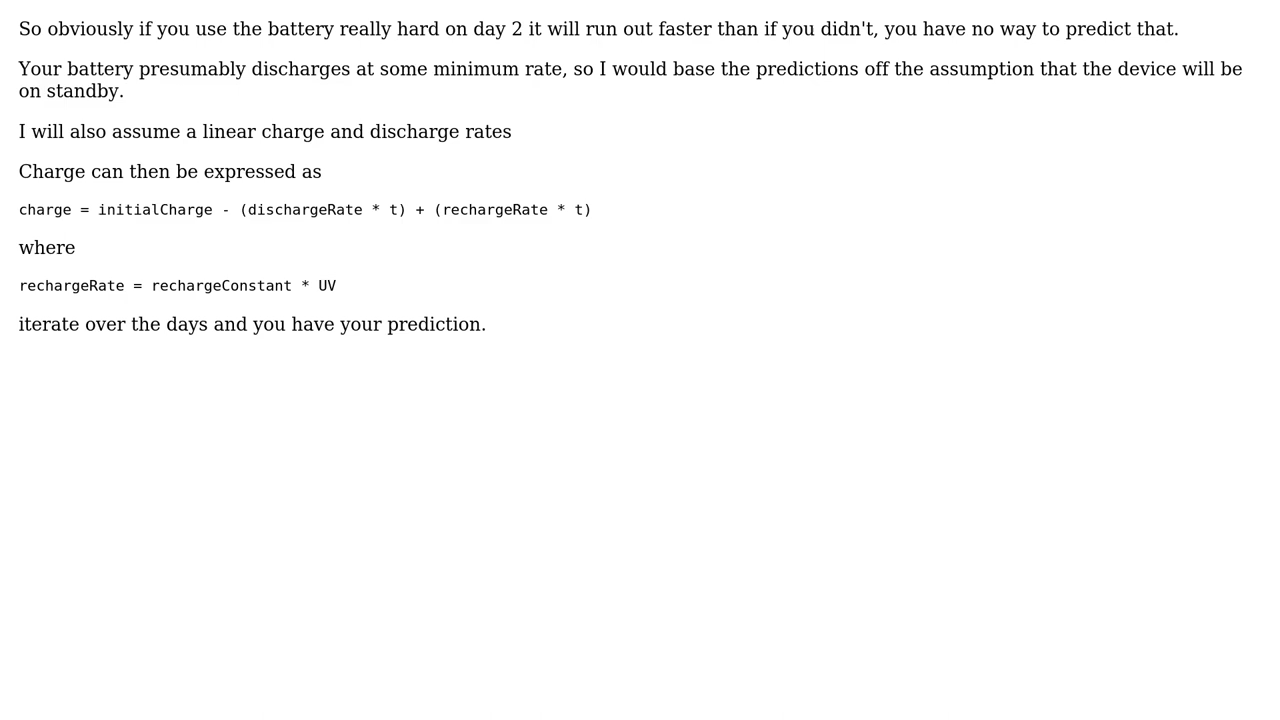 So obviously if you use the battery really hard on day 2 it will run out faster than if you didn't, you have no way to predict that.
Your battery presumably discharges at some minimum rate, so I would base the predictions off the assumption that the device will be
on standby.
I will also assume a linear charge and discharge rates
Charge can then be expressed as
charge = initialCharge - (dischargeRate * t) + (rechargeRate * t)
where
rechargeRate = rechargeConstant * UV
iterate over the days and you have your prediction.